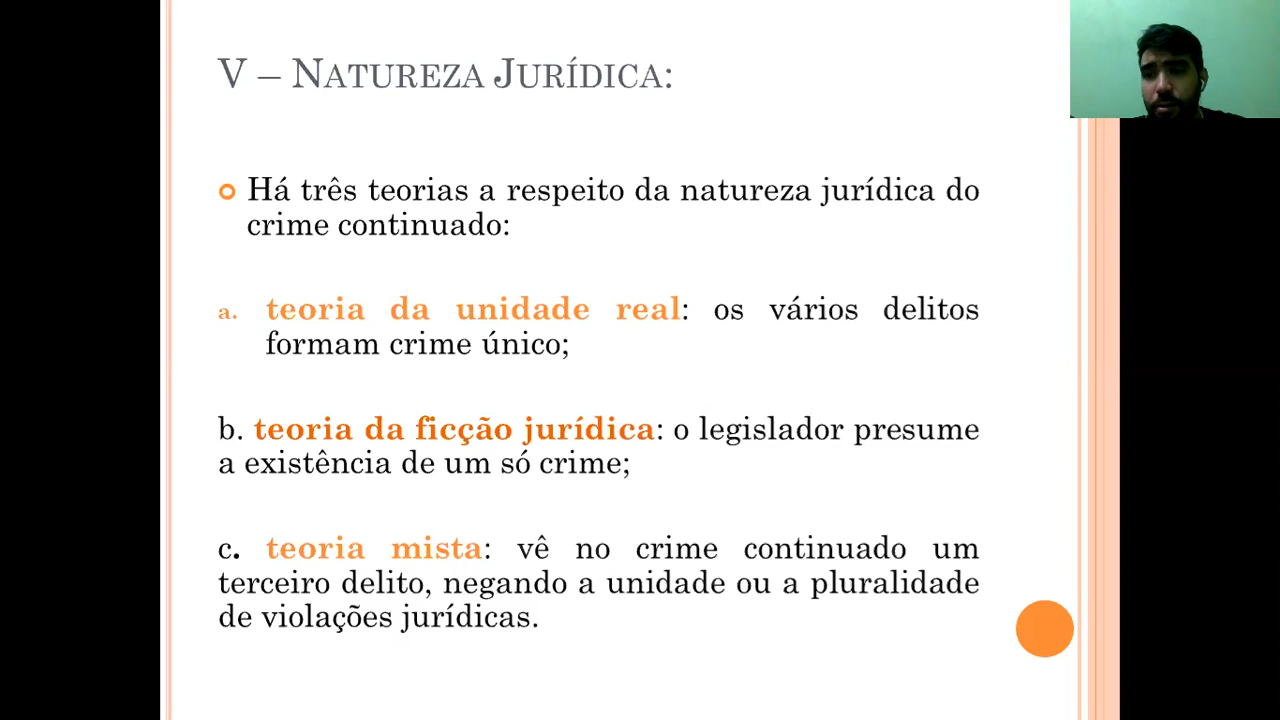 V – NATUREZA JURÍDICA:
Há três teorias a respeito da natureza jurídica do
crime continuado:
a. teoria da unidade real: os vários delitos
formam crime único;
b. teoria da ficção jurídica: o legislador presume
a existência de um só crime;
c. teoria mista: vê no crime continuado um
terceiro delito, negando a unidade ou a pluralidade
de violações jurídicas.